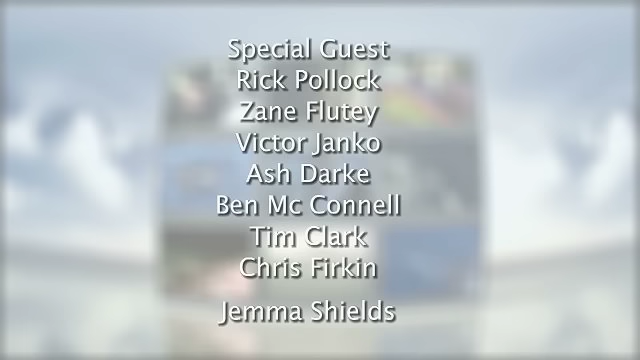 Special Guest
Rick Pollock
Zane Flutey
Victor Janko
Ash Darke
Ben Mc Connell
Tim Clark
Chris Firkin
Jemma Shields